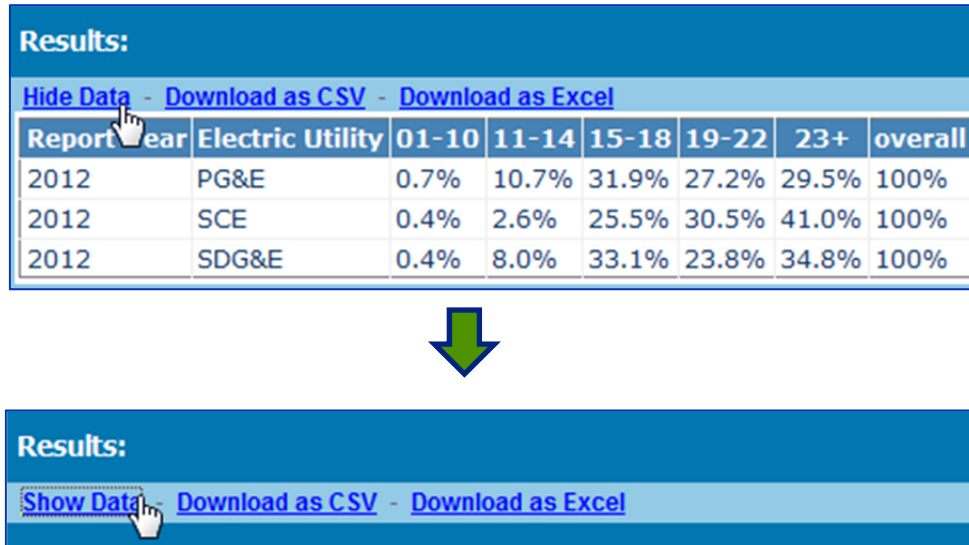 Results:
Hide Data - Download as CSV - Download as Excel
Report ear Electric Utility 01-10 11-14 15-18 19-22 23+ overall
2012 PG&E 0.7% 10.7% 31.9% 27.2% 29.5% 100%
2012 SCE 0.4% 2.6% 25.5% 30.5% 41.0% 100%
2012 SDG&E 0.4% 8.0% 33.1% 23.8% 34.8% 100%
Results:
Show Data - Download as CSV - Download as Excel